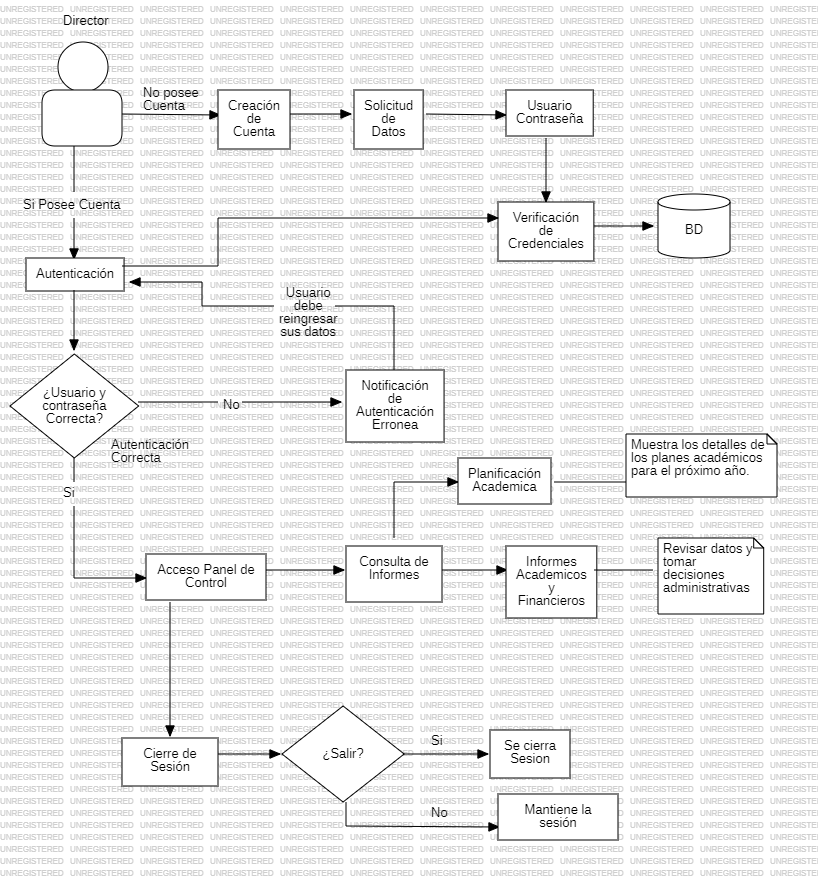 Director
No posee
Cuenta
Creación
de
Cuenta
Solicitud
de
Datos
Usuario
Contraseña
Si Posee Cuenta
Verificación
de
Credenciales
BD
Autenticación
Usuario
debe
reingresar
sus datos
¿Usuario y
contraseña
Correcta?
No
Notificación
de
Autenticación
Erronea
Autenticación
Correcta
Si
Planificación
Academica
Muestra los detalles de
los planes académicos
para el próximo año.
Acceso Panel de
Control
Consulta de
Informes
Informes
Academicos
y
Financieros
Revisar datos y
tomar
decisiones
administrativas
Cierre de
Sesión
¿Salir?
Si
Se cierra
Sesion
No
Mantiene la
sesión
UNREGISTERED